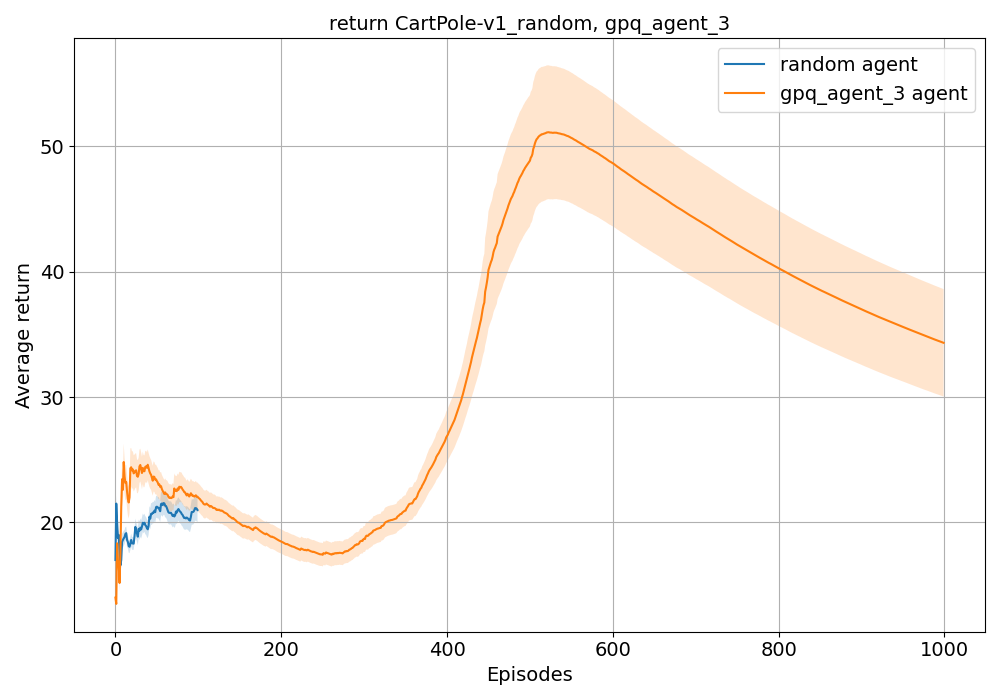 return CartPole-v1_random, gpq_agent_3
random agent
gpq_agent_3 agent
Average return
50
40
30
20
0
200
400
600
800
1000
Episodes